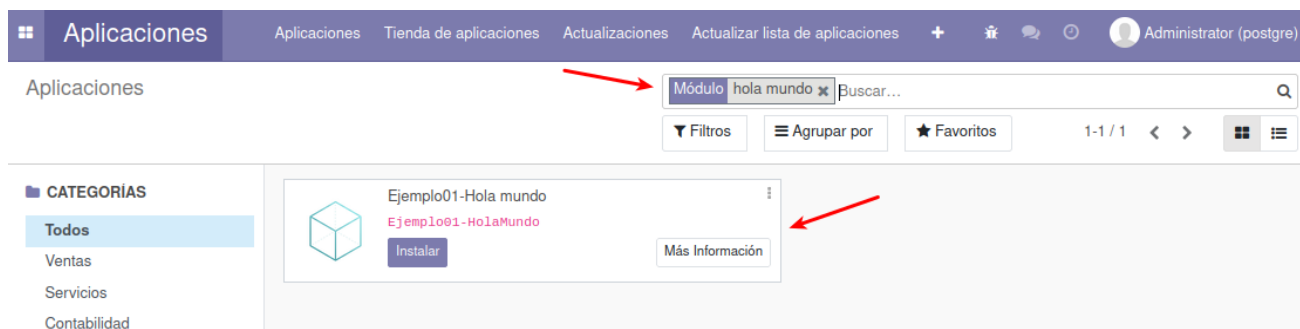 Aplicaciones Aplicaciones Tienda de aplicaciones Actualizaciones Actualizar lista de aplicaciones Administrator (postgre)
Aplicaciones
Módulo hola mundo Buscar...
Filtros Agrupar por Favoritos 1-1 / 1
CATEGORÍAS
Todos
Ventas
Servicios
Contabilidad
Ejemplo01-Hola mundo
Ejemplo01-HolaMundo
Instalar Más Información